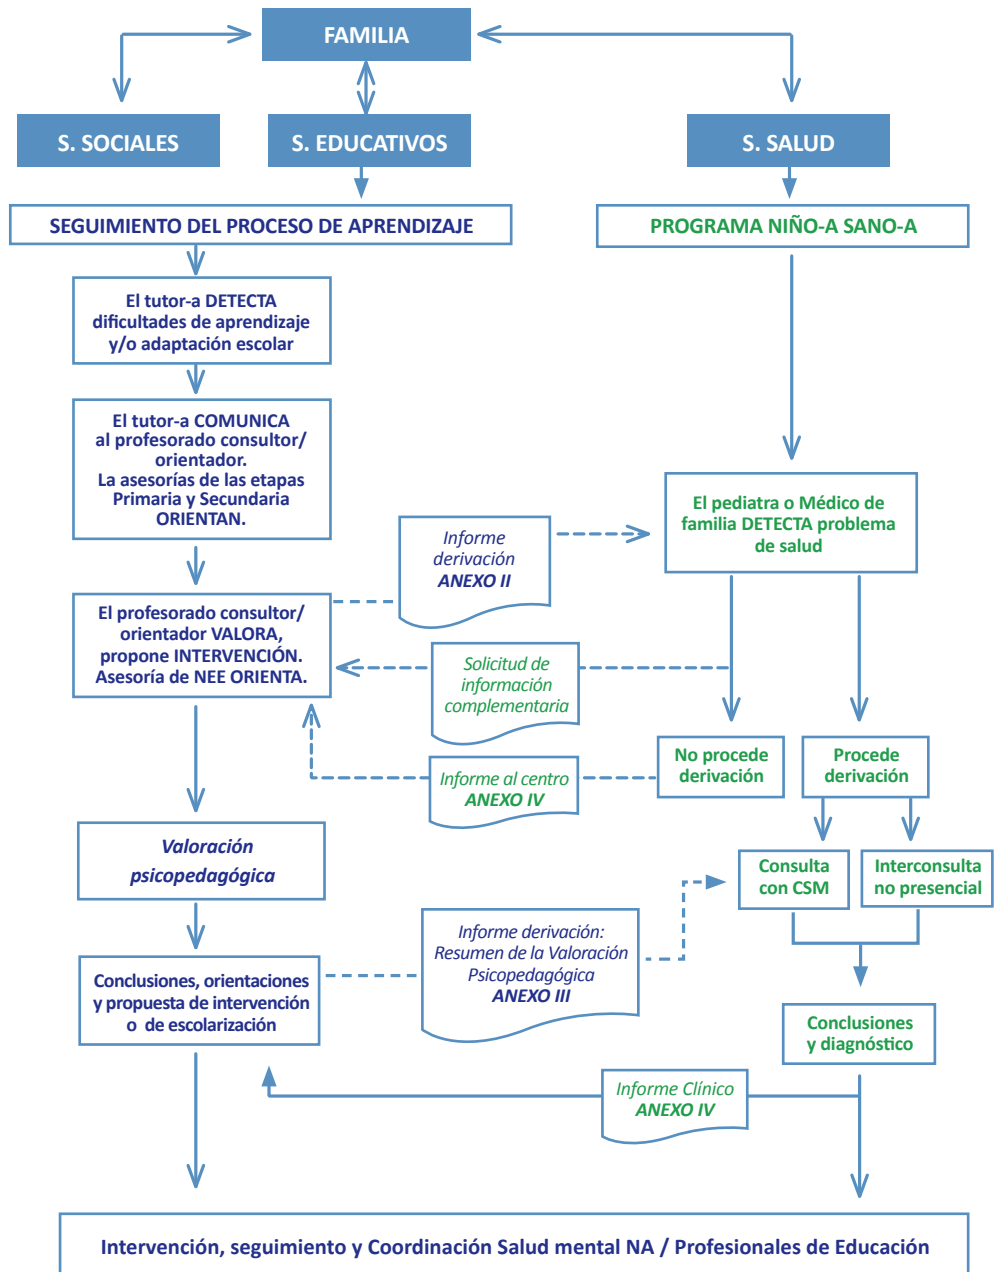 FAMILIA
S. SOCIALES
S. EDUCATIVOS
S. SALUD
SEGUIMIENTO DEL PROCESO DE APRENDIZAJE
PROGRAMA NIÑO-A SANO-A
El tutor-a DETECTA
dificultades de aprendizaje
y/o adaptación escolar
El tutor-a COMUNICA
al profesorado consultor/
orientador.
La asesorías de las etapas
Primaria y Secundaria
ORIENTAN.
El pediatra o Médico de
familia DETECTA problema
de salud
Informe
derivación
ANEXO II
El profesorado consultor/
orientador VALORA,
propone INTERVENCIÓN.
Asesoría de NEE ORIENTA.
Solicitud de
información
complementaria
No procede
derivación
Procede
derivación
Informe al centro
ANEXO IV
Valoración
psicopedagógica
Consulta
con CSM
Interconsulta
no presencial
Informe derivación:
Resumen de la Valoración
Psicopedagógica
ANEXO III
Conclusiones, orientaciones
y propuesta de intervención
o de escolarización
Conclusiones
y diagnóstico
Informe Clínico
ANEXO IV
Intervención, seguimiento y Coordinación Salud mental NA / Profesionales de Educación